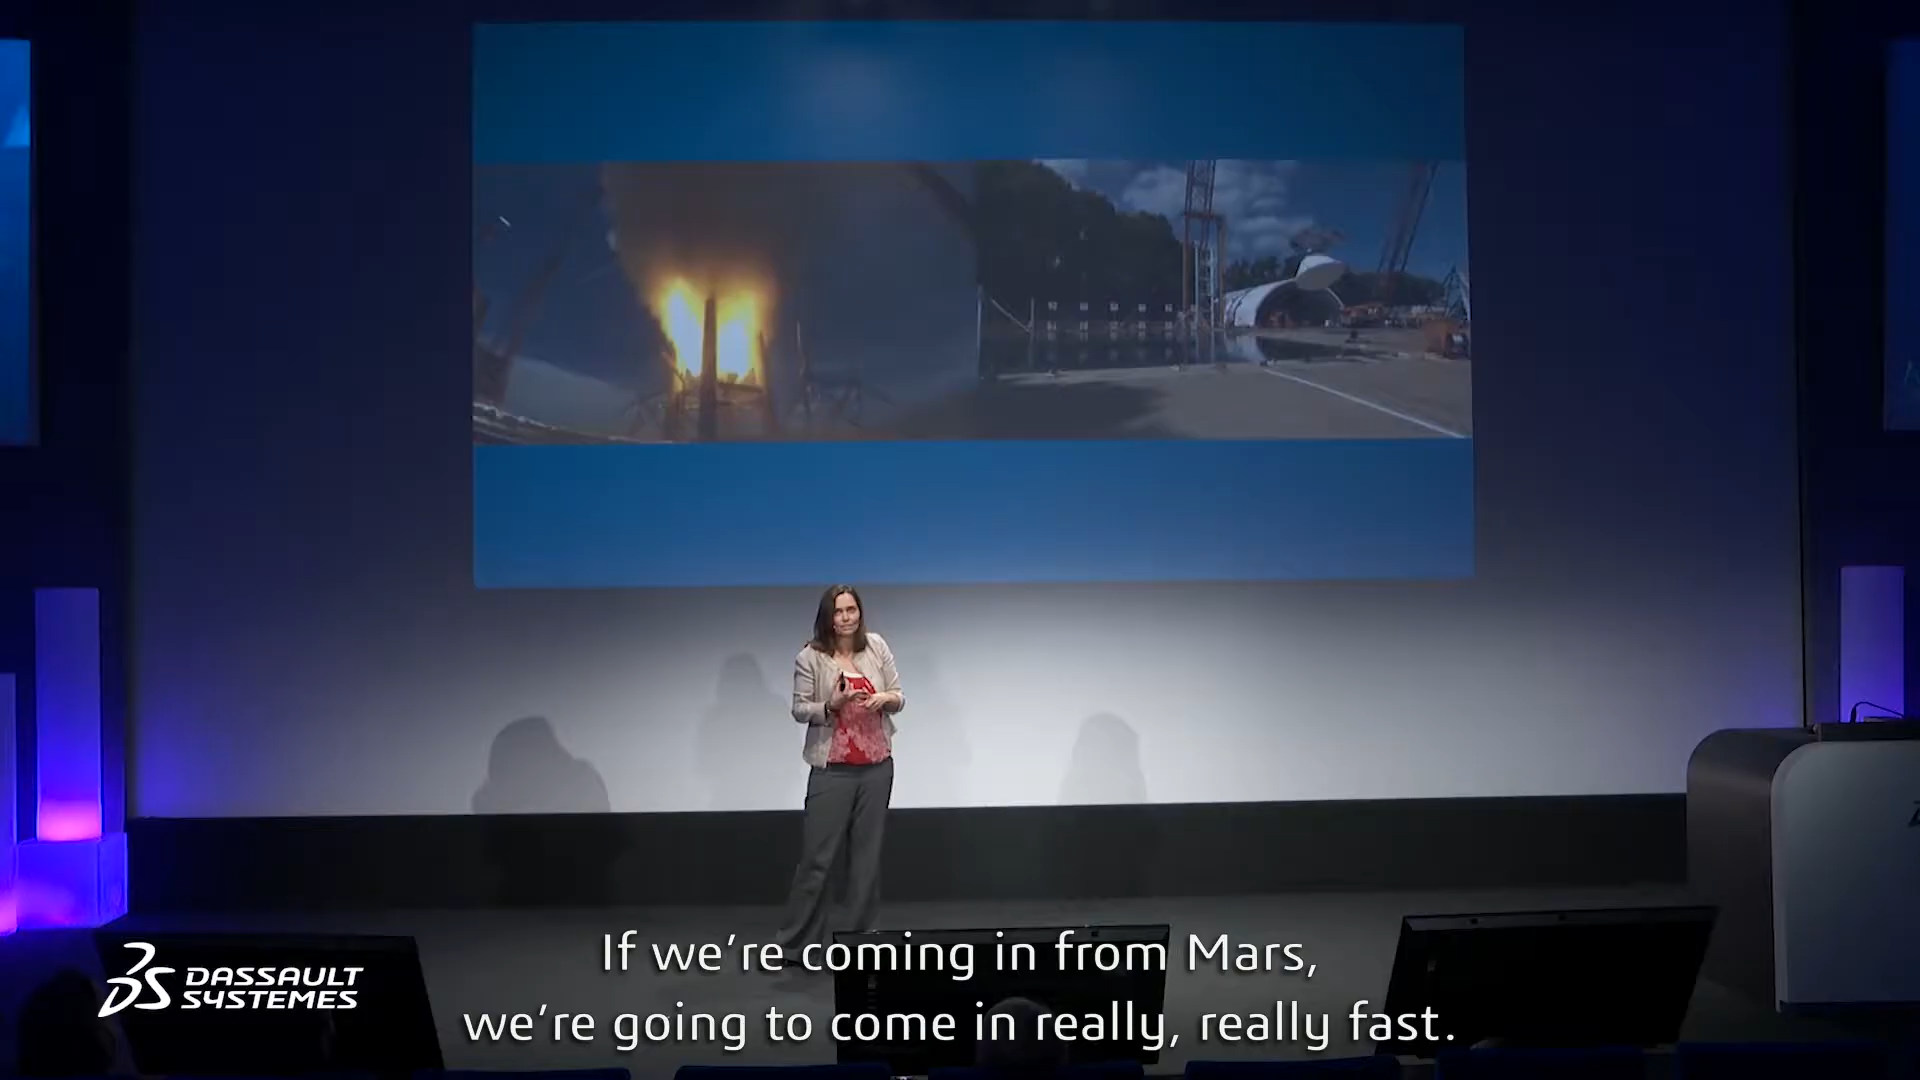 DASSAULT
SYSTEMES
If we’re coming in from Mars,
we’re going to come in really, really fast.